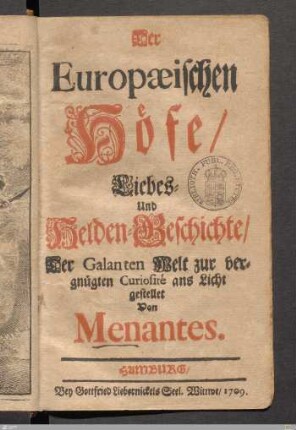 Der
Europæischen
Höfe/
Liebes-
Und
Helden-Geschichte/
Der Galanten Welt zur ver-
gnügten Curiosité ans Licht
gestellet
Von
Menantes.
HAMBURG/
Bey Gottfried Liebernickels Seel. Wittwe/ 1709.